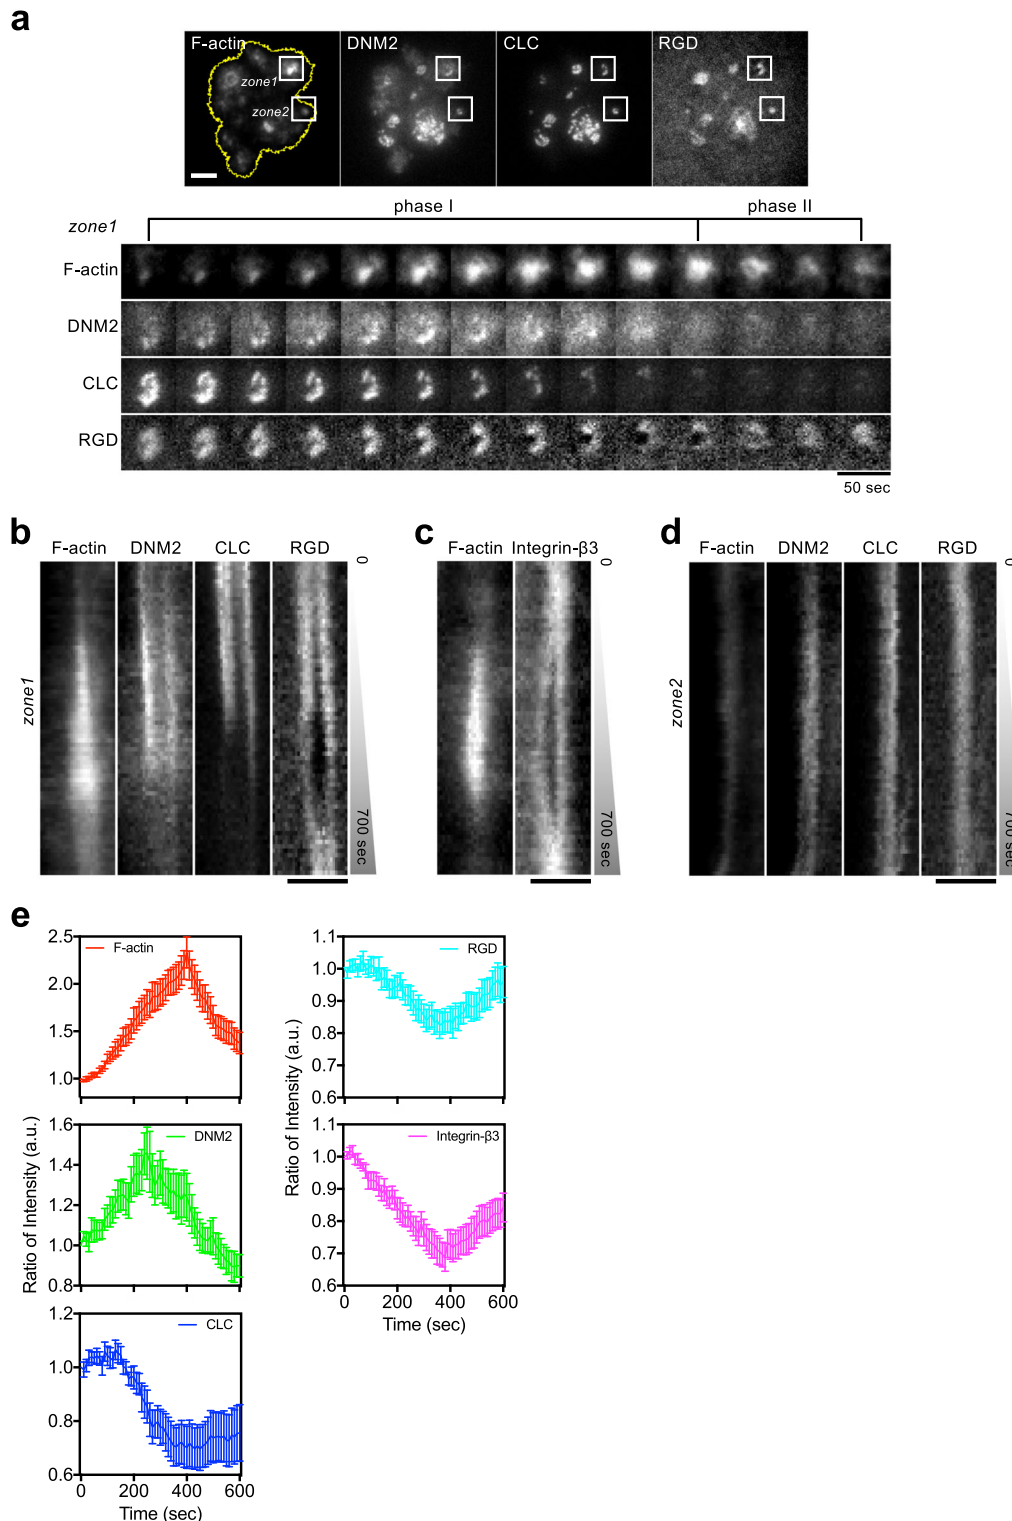 a
F-actin DNM2 CLC RGD
zone1
zone2
phase I phase II
zone1
F-actin
DNM2
CLC
RGD
50 sec
b c d
F-actin DNM2 CLC RGD
zone1
0
700 sec
F-actin Integrin-β3
0
700 sec
F-actin DNM2 CLC RGD
zone2
0
700 sec
e
Ratio of Intensity (a.u.)
2.5
2.0
1.5
1.0
F-actin
1.6
1.4
1.2
1.0
0.8
DNM2
1.2
1.0
0.8
0.6
CLC
0 200 400 600
Time (sec)
Ratio of Intensity (a.u.)
1.1
1.0
0.9
0.8
0.7
0.6
RGD
1.1
1.0
0.9
0.8
0.7
0.6
Integrin-β3
0 200 400 600
Time (sec)